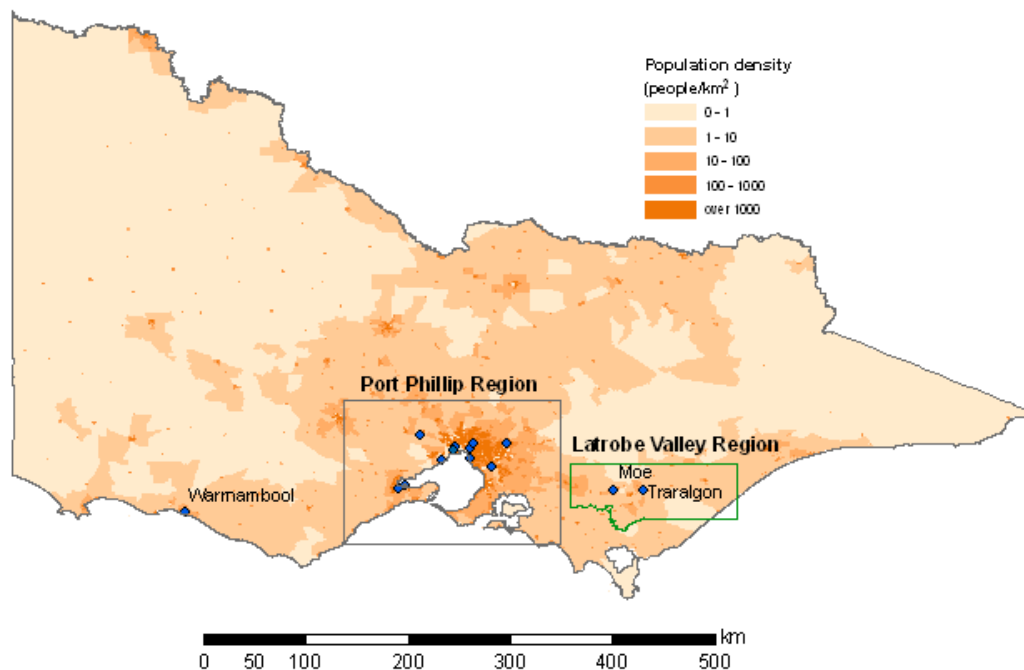 Population density
(people/km²)
0 - 1
1 - 10
10 - 100
100 - 1000
over 1000
Port Phillip Region
Latrobe Valley Region
Moe
Traralgon
Warrnambool
km
0 50 100 200 300 400 500